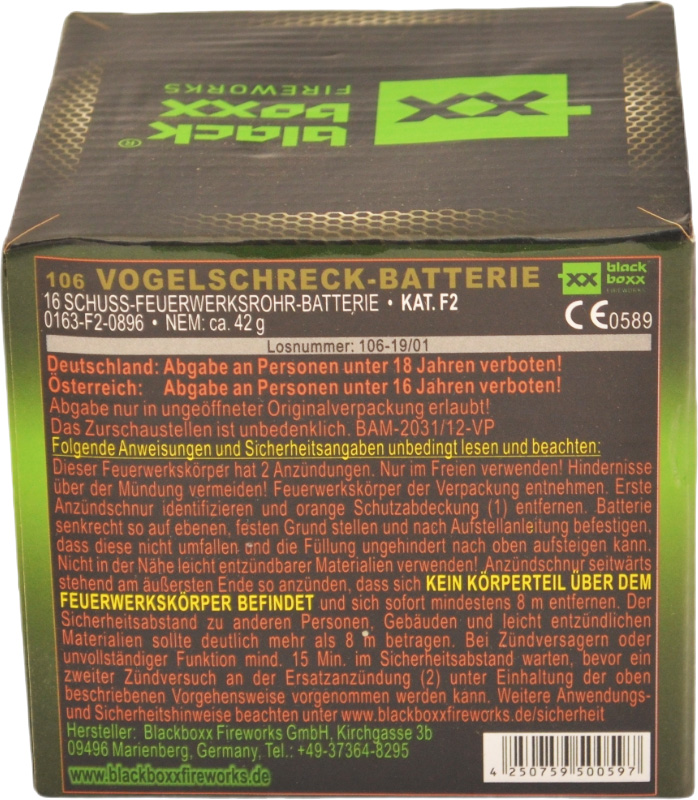 black
boxx
FIREWORKS
®
106 VOGELSCHRECK-BATTERIE
black
boxx
FIREWORKS
16 SCHUSS-FEUERWERKSROHR-BATTERIE • KAT. F2
0163-F2-0896 • NEM: ca. 42 g
CE0589
Losnummer: 106-19/01
Deutschland: Abgabe an Personen unter 18 Jahren verboten!
Österreich: Abgabe an Personen unter 16 Jahren verboten!
Abgabe nur in ungeöffneter Originalverpackung erlaubt!
Das Zurschaustellen ist unbedenklich. BAM-2031/12-VP
Folgende Anweisungen und Sicherheitsangaben unbedingt lesen und beachten:
Dieser Feuerwerkskörper hat 2 Anzündungen. Nur im Freien verwenden! Hindernisse
über der Mündung vermeiden! Feuerwerkskörper der Verpackung entnehmen. Erste
Anzündschnur identifizieren und orange Schutzabdeckung (1) entfernen. Batterie
senkrecht so auf ebenen, festen Grund stellen und nach Aufstellanleitung befestigen,
dass diese nicht umfallen und die Füllung ungehindert nach oben aufsteigen kann.
Nicht in der Nähe leicht entzündbarer Materialien verwenden! Anzündschnur seitwärts
stehend am äußersten Ende so anzünden, dass sich KEIN KÖRPERTEIL ÜBER DEM
FEUERWERKSKÖRPER BEFINDET und sich sofort mindestens 8 m entfernen. Der
Sicherheitsabstand zu anderen Personen, Gebäuden und leicht entzündlichen
Materialien sollte deutlich mehr als 8 m betragen. Bei Zündversagern oder
unvollständiger Funktion mind. 15 Min. im Sicherheitsabstand warten, bevor ein
zweiter Zündversuch an der Ersatzanzündung (2) unter Einhaltung der oben
beschriebenen Vorgehensweise vorgenommen werden kann. Weitere Anwendungs-
und Sicherheitshinweise beachten unter www.blackboxxfireworks.de/sicherheit
Hersteller: Blackboxx Fireworks GmbH, Kirchgasse 3b
09496 Marienberg, Germany, Tel.: +49-37364-8295
www.blackboxxfireworks.de
4 250759 500597